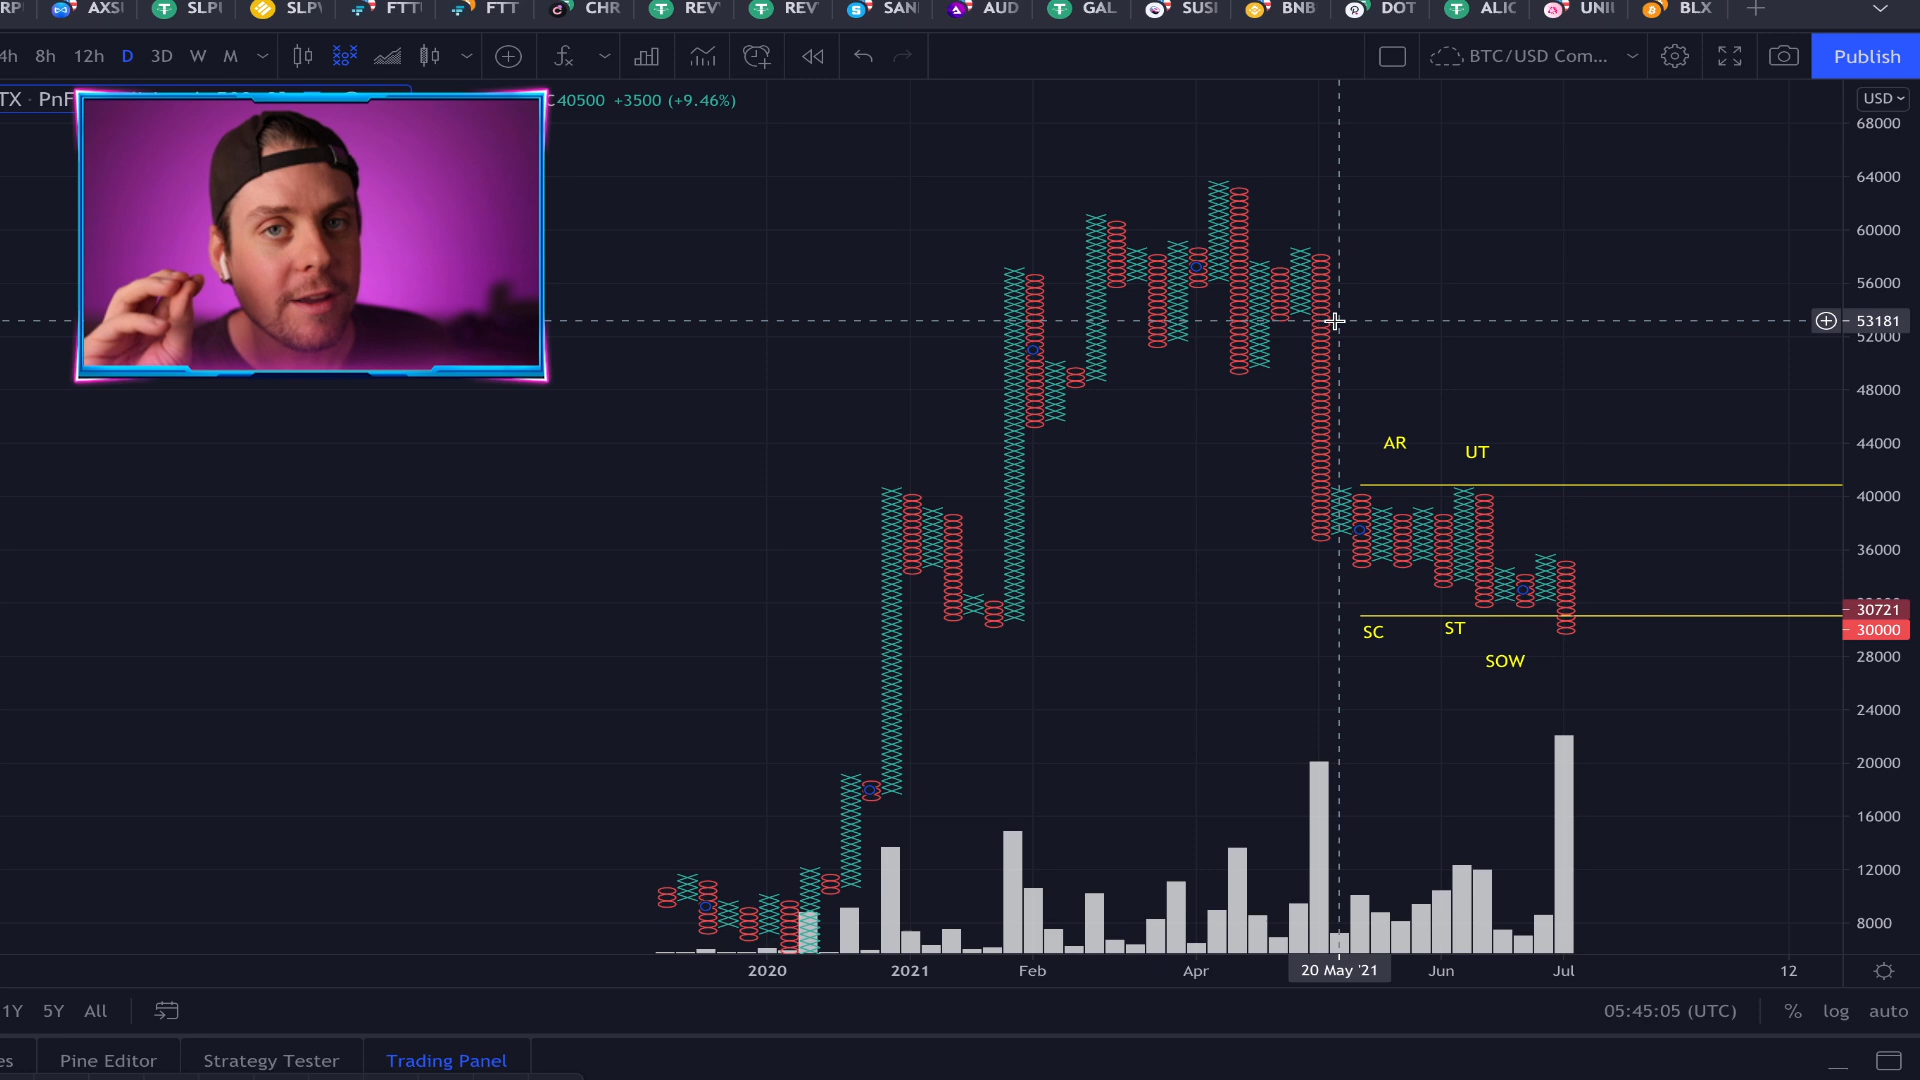 AXS SLP SLP FTT FTT CHR REV REV SAN AUD GAL SUSI BNB DOT ALIC UNI BLX
4h 8h 12h D 3D W M BTC/USD Com... Publish
TX · PnF
C40500 +3500 (+9.46%)
USD
68000
64000
60000
56000
53181
52000
48000
AR
44000
UT
40000
36000
30721
SC ST
30000
SOW
28000
24000
20000
16000
12000
8000
2020 2021 Feb Apr 20 May '21 Jun Jul 12
1Y 5Y All 05:45:05 (UTC) % log auto
es Pine Editor Strategy Tester Trading Panel